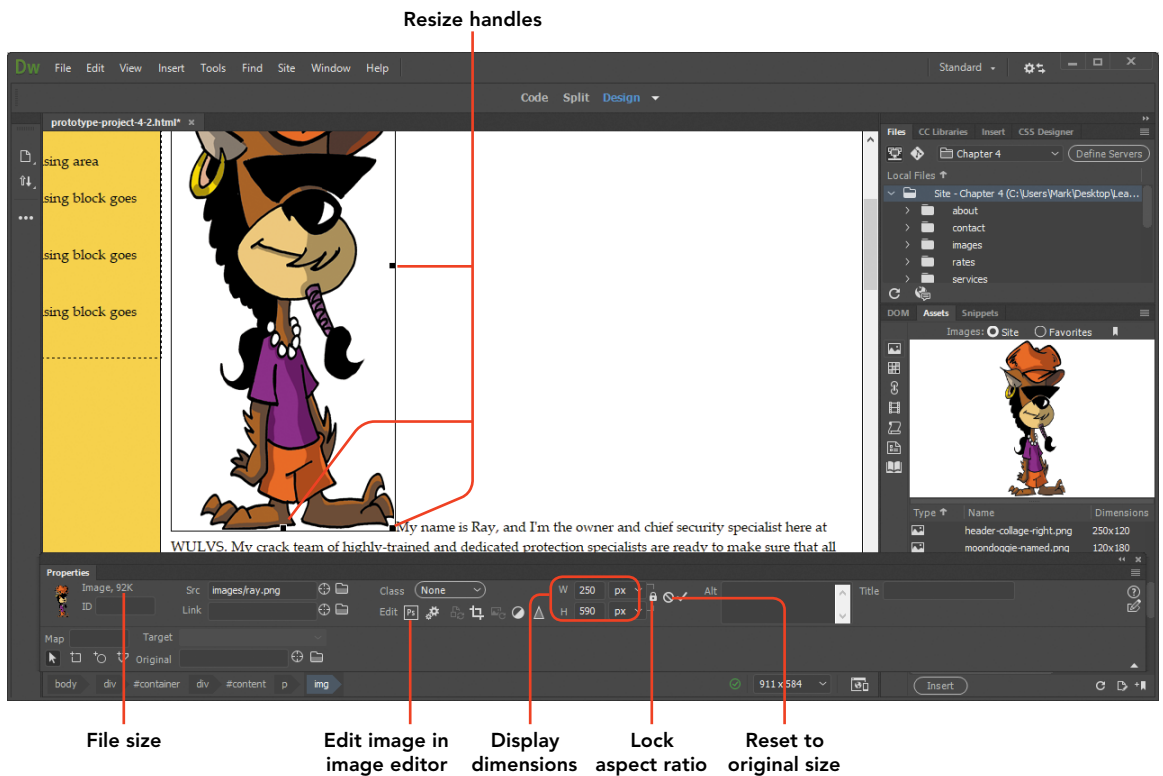 Resize handles
Dw File Edit View Insert Tools Find Site Window Help Standard
Code Split Design
prototype-project-4-2.html* ×
ising area
ising block goes
ising block goes
ising block goes
My name is Ray, and I'm the owner and chief security specialist here at
WULVS. My crack team of highly-trained and dedicated protection specialists are ready to make sure that all
Files CC Libraries Insert CSS Designer
Chapter 4 Define Servers
Local Files
Site - Chapter 4 (C:\Users\Mark\Desktop\Lea...
about
contact
images
rates
services
DOM Assets Snippets
Images: Site Favorites
Type Name Dimensions
header-collage-right.png 250x120
moondoggie-named.png 120x180
Properties
Image, 92K Src images/ray.png Class None W 250 px Alt Title
ID Link Edit Ps H 590 px
Map Target
Original
body div #container div #content p img 911 x 584 Insert
File size
Edit image in
image editor
Display
dimensions
Lock
aspect ratio
Reset to
original size